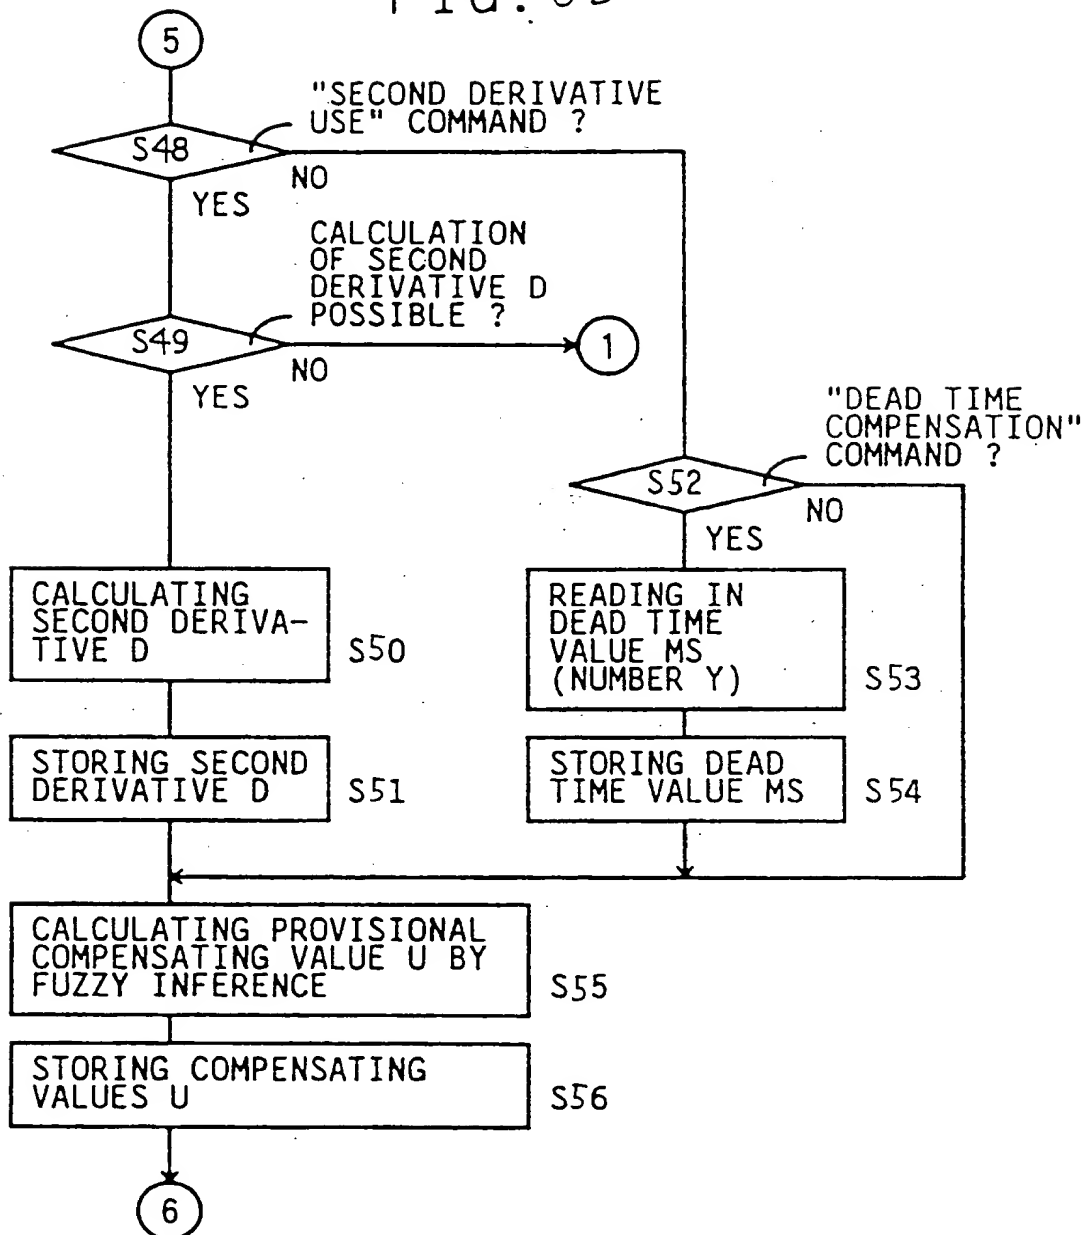 5
"SECOND DERIVATIVE
USE" COMMAND ?
S48
NO
YES
CALCULATION
OF SECOND
DERIVATIVE D
POSSIBLE ?
S49
1
NO
YES
"DEAD TIME
COMPENSATION"
COMMAND ?
S52
NO
YES
CALCULATING
SECOND DERIVA-
TIVE D
S50
READING IN
DEAD TIME
VALUE MS
(NUMBER Y)
S53
STORING SECOND
DERIVATIVE D
S51
STORING DEAD
TIME VALUE MS
S54
CALCULATING PROVISIONAL
COMPENSATING VALUE U BY
FUZZY INFERENCE
S55
STORING COMPENSATING
VALUES U
S56
6